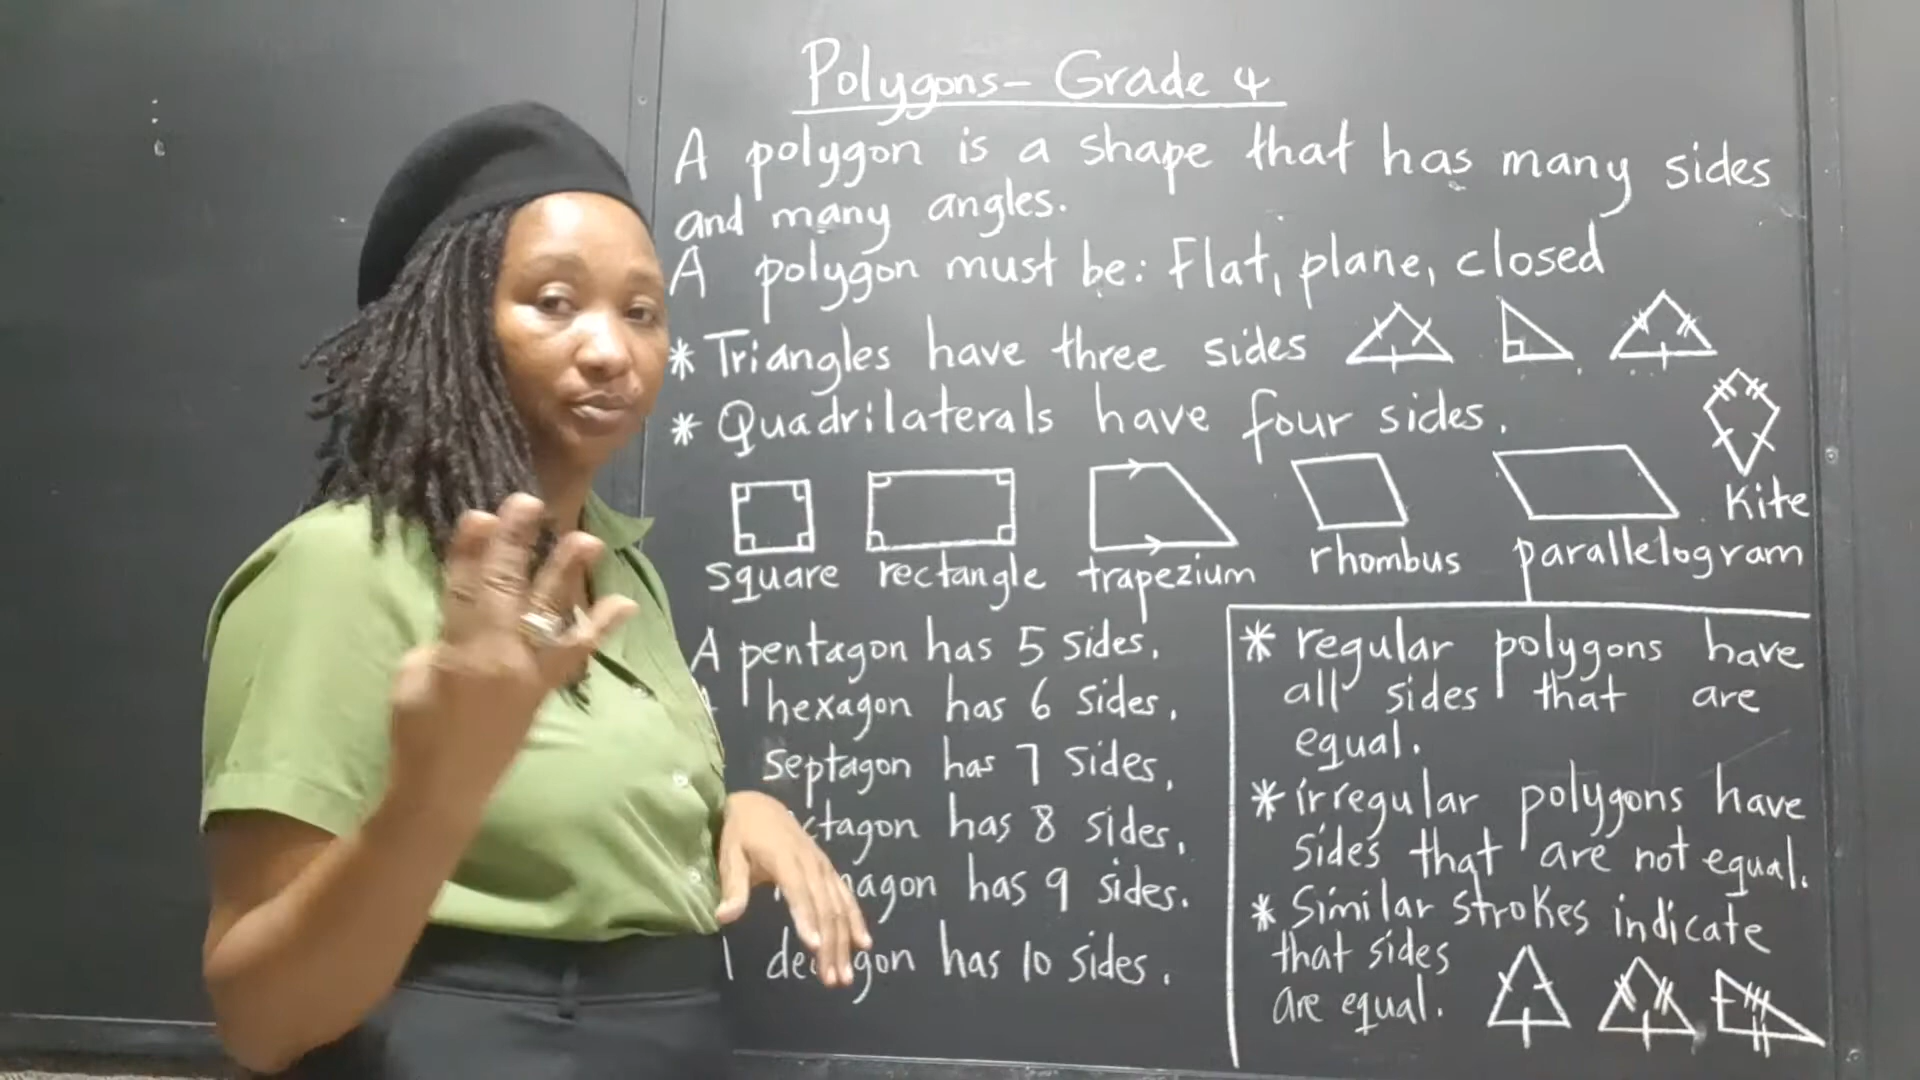 Polygons- Grade 4
A polygon is a shape that has many sides
and many angles.
A polygon must be: Flat, plane, closed
* Triangles have three sides
* Quadrilaterals have four sides.
kite
square rectangle trapezium rhombus parallelogram
A pentagon has 5 sides.
hexagon has 6 sides.
septagon has 7 sides.
ctagon has 8 sides.
nagon has 9 sides.
has 10 sides.
* regular polygons have
all sides that are
equal.
* irregular polygons have
sides that are not equal.
* Similar strokes indicate
that sides
are equal.